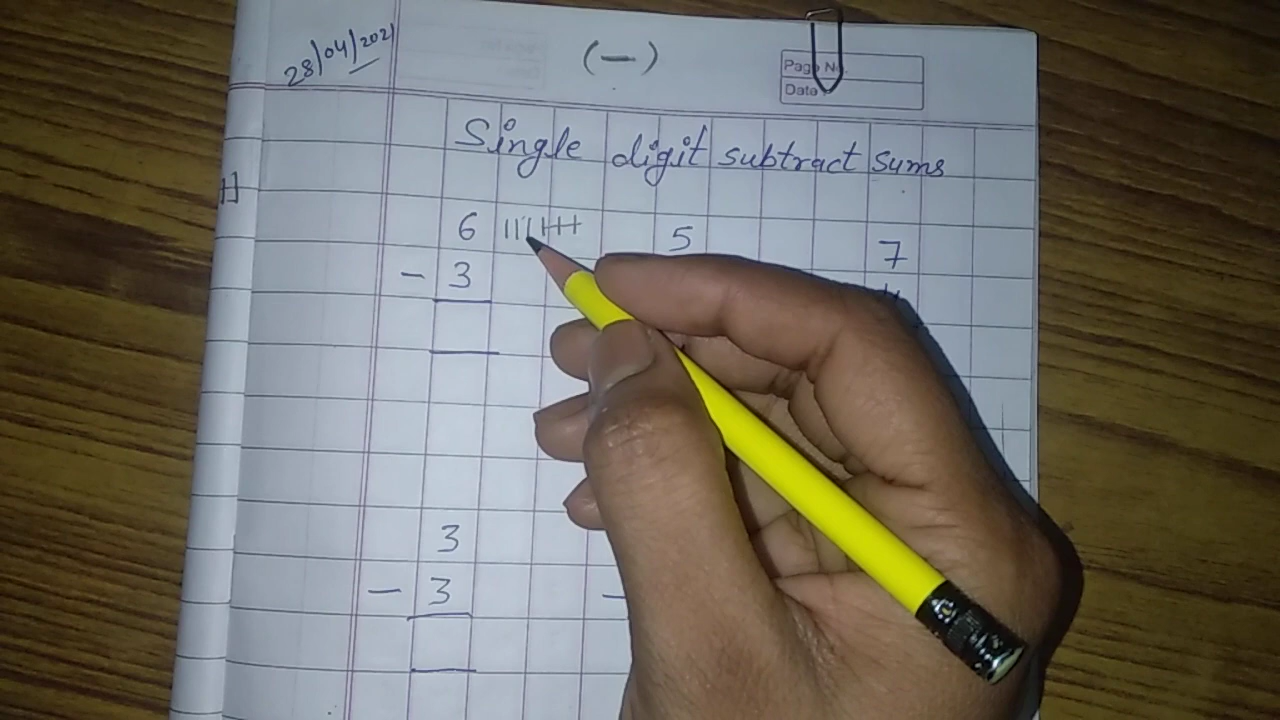 28/04/2021
(-)
Page No
Date
Single digit subtract sums
6 5 7
- 3
3
- 3 -